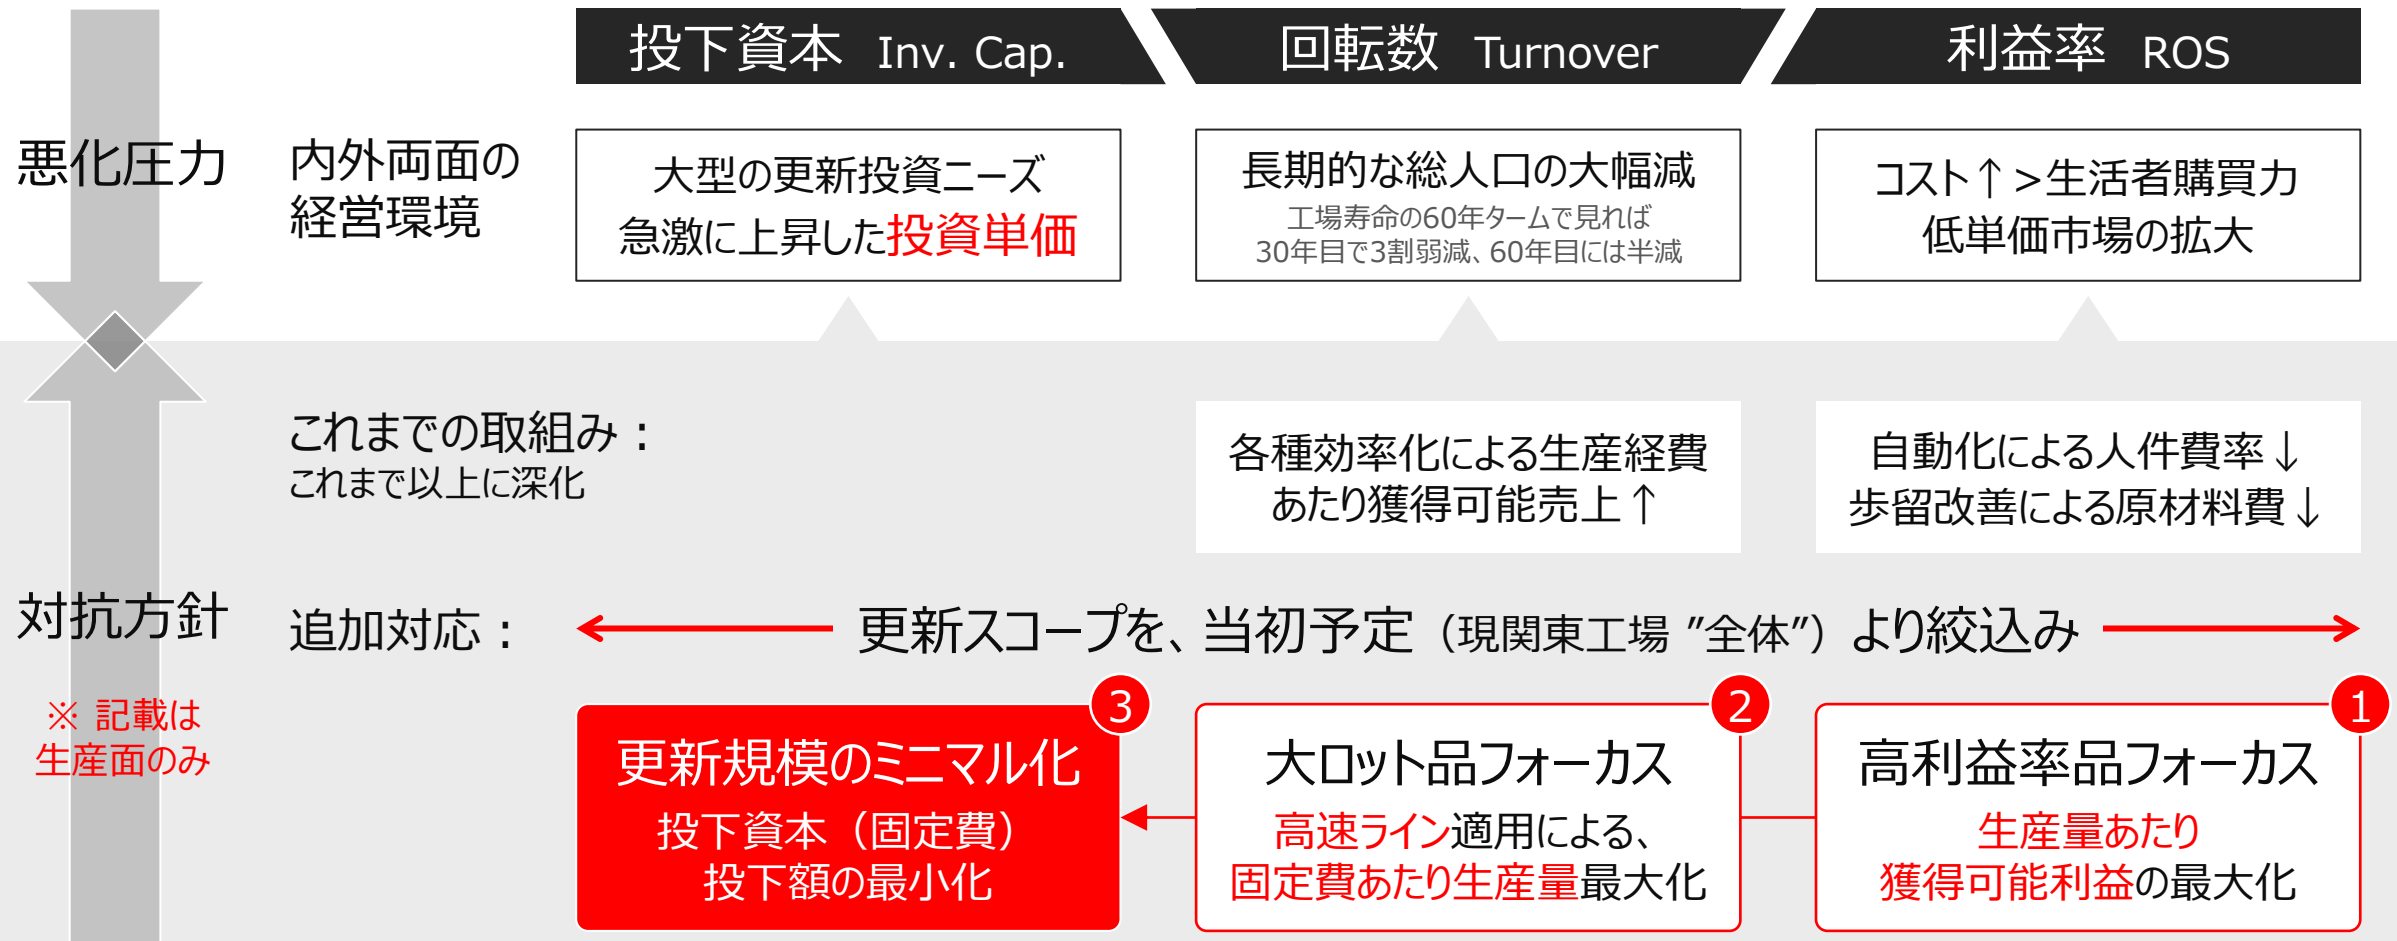 投下資本 Inv. Cap.
回転数 Turnover
利益率 ROS
悪化圧力
内外両面の
経営環境
大型の更新投資ニーズ
急激に上昇した投資単価
長期的な総人口の大幅減
工場寿命の60年タームで見れば
30年目で3割弱減、60年目には半減
コスト↑＞生活者購買力
低単価市場の拡大
対抗方針
※ 記載は
生産面のみ
これまでの取組み：
これまで以上に深化
各種効率化による生産経費
あたり獲得可能売上↑
自動化による人件費率↓
歩留改善による原材料費↓
追加対応：
更新スコープを、当初予定（現関東工場 ”全体”）より絞込み
3
更新規模のミニマル化
投下資本（固定費）
投下額の最小化
2
大ロット品フォーカス
高速ライン適用による、
固定費あたり生産量最大化
1
高利益率品フォーカス
生産量あたり
獲得可能利益の最大化